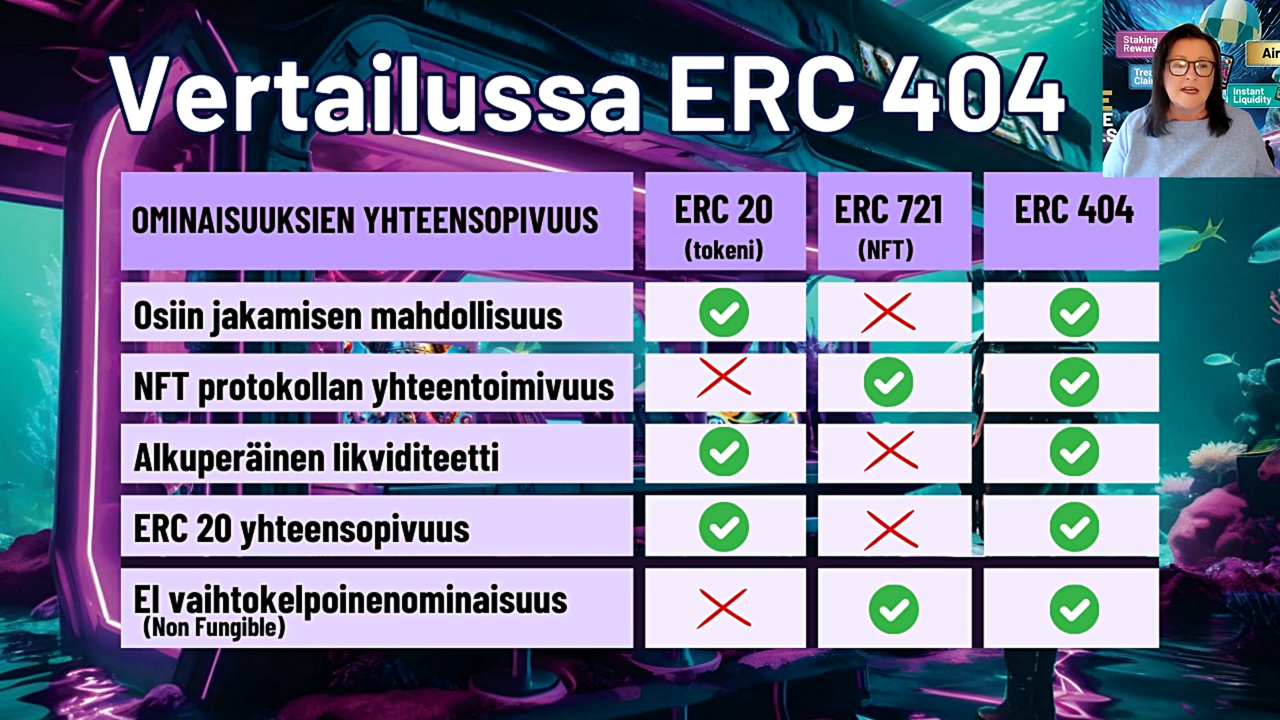 Vertailussa ERC 404
OMINAISUUKSIEN YHTEENSOPIVUUS
ERC 20
(tokeni)
ERC 721
(NFT)
ERC 404
Osiin jakamisen mahdollisuus
NFT protokollan yhteentoimivuus
Alkuperäinen likviditeetti
ERC 20 yhteensopivuus
EI vaihtokelpoinenominaisuus
(Non Fungible)
Staking
Instant
Liquidity